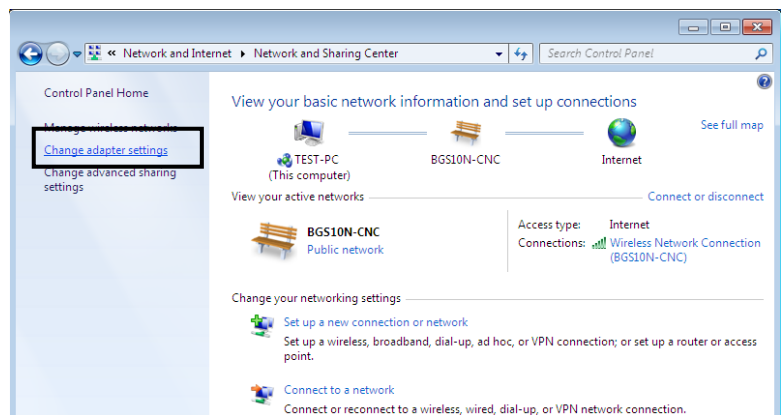 « Network and Internet ▸ Network and Sharing Center
Search Control Panel
Control Panel Home
Manage wireless networks
Change adapter settings
Change advanced sharing
settings
View your basic network information and set up connections
See full map
TEST-PC
(This computer)
BGS10N-CNC
Internet
View your active networks
Connect or disconnect
BGS10N-CNC
Public network
Access type: Internet
Connections: Wireless Network Connection
(BGS10N-CNC)
Change your networking settings
Set up a new connection or network
Set up a wireless, broadband, dial-up, ad hoc, or VPN connection; or set up a router or access
point.
Connect to a network
Connect or reconnect to a wireless, wired, dial-up, or VPN network connection.